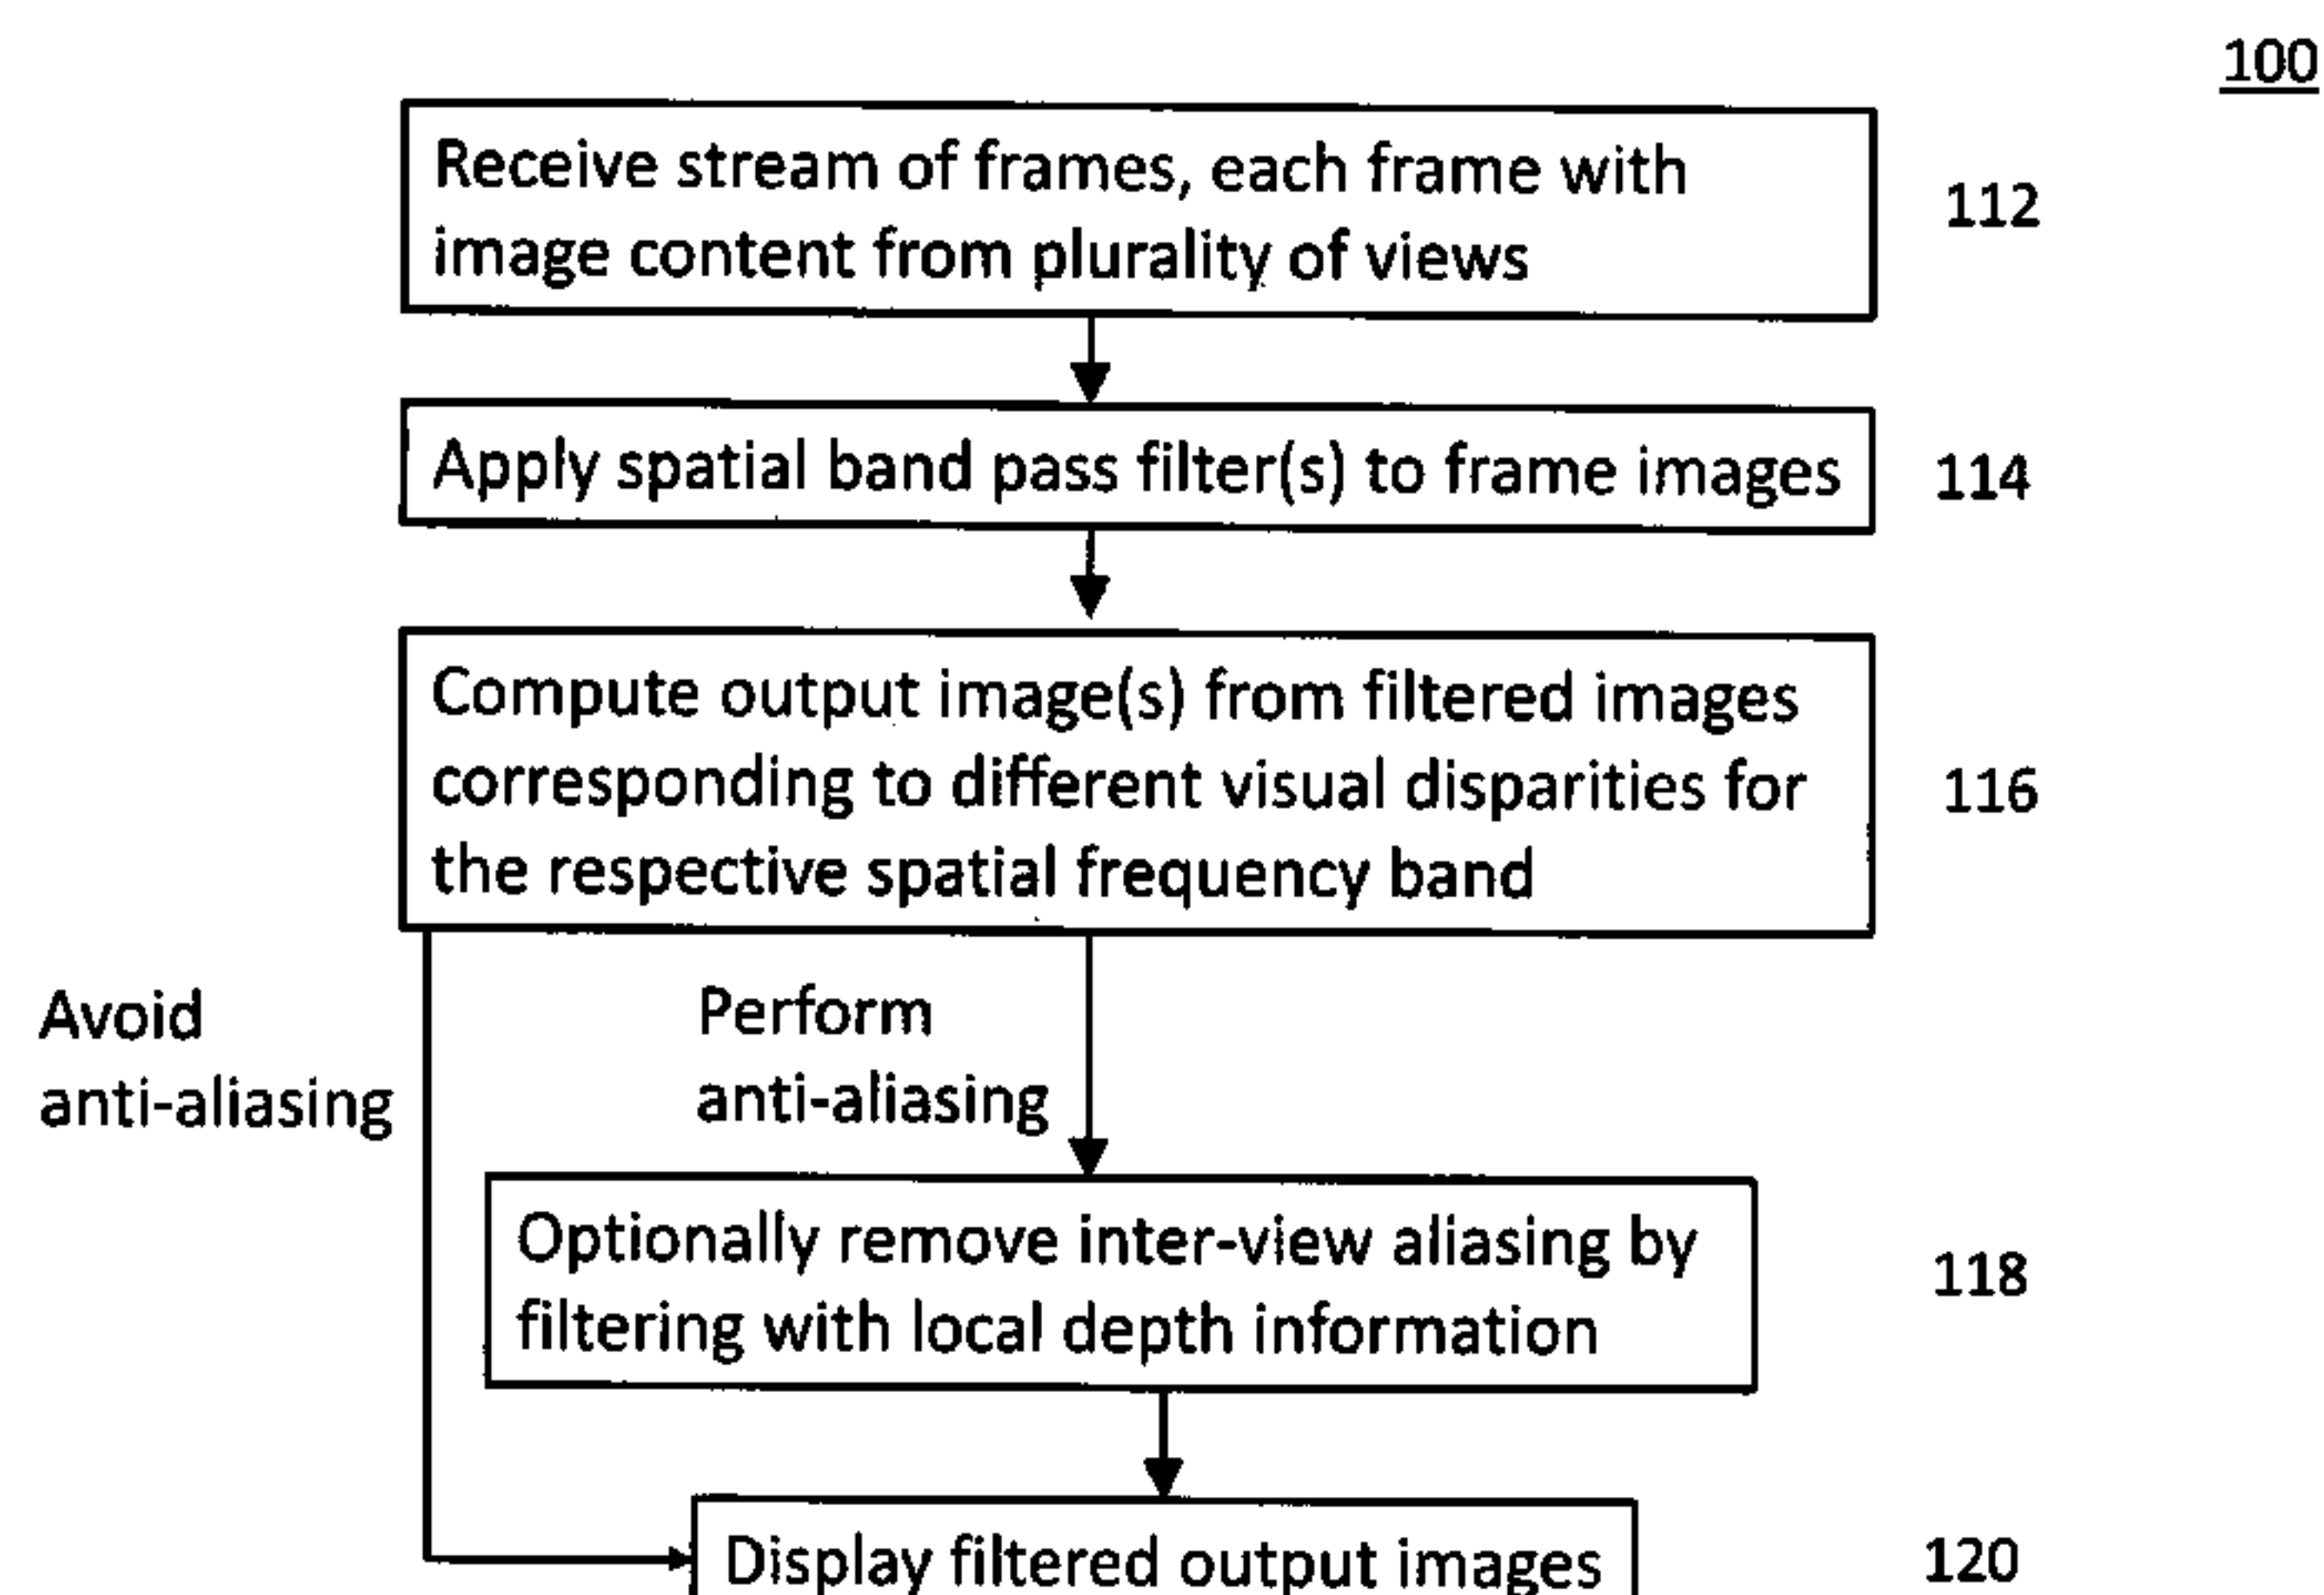 100
Receive stream of frames, each frame with
image content from plurality of views
112
Apply spatial band pass filter(s) to frame images
114
Compute output image(s) from filtered images
corresponding to different visual disparities for
the respective spatial frequency band
116
Avoid
anti-aliasing
Perform
anti-aliasing
Optionally remove inter-view aliasing by
filtering with local depth information
118
Display filtered output images
120